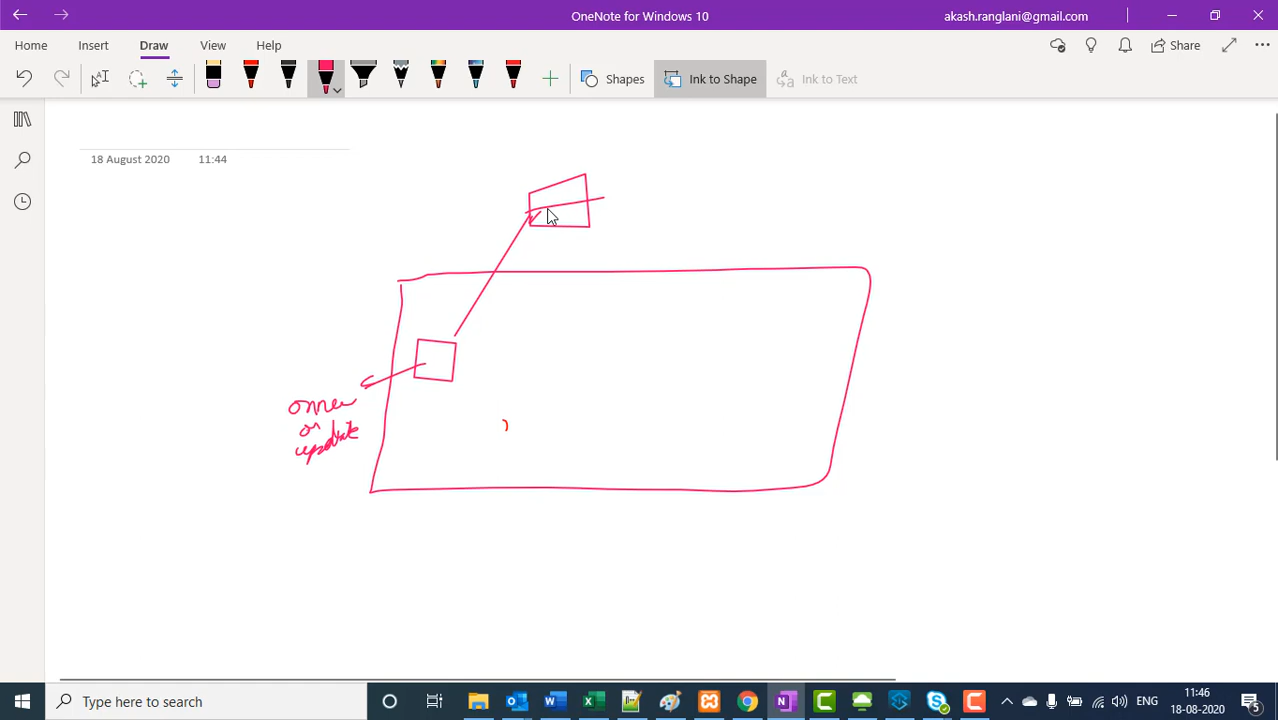 OneNote for Windows 10
akash.ranglani@gmail.com
Home Insert Draw View Help
Share
Shapes
Ink to Shape
Ink to Text
18 August 2020 11:44
or
update
Type here to search
ENG
11:46
18-08-2020
5